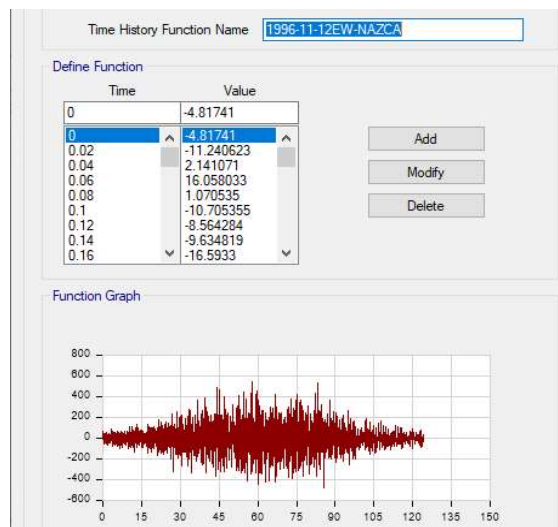 Time History Function Name 1996-11-12EW-NAZCA
Define Function
Time Value
0 -4.81741
0 -4.81741
0.02 -11.240623
0.04 2.141071
0.06 16.058033
0.08 1.070535
0.1 -10.705355
0.12 -8.564284
0.14 -9.634819
0.16 -16.5933
Add
Modify
Delete
Function Graph
800
600
400
200
0
-200
-400
-600
0 15 30 45 60 75 90 105 120 135 150